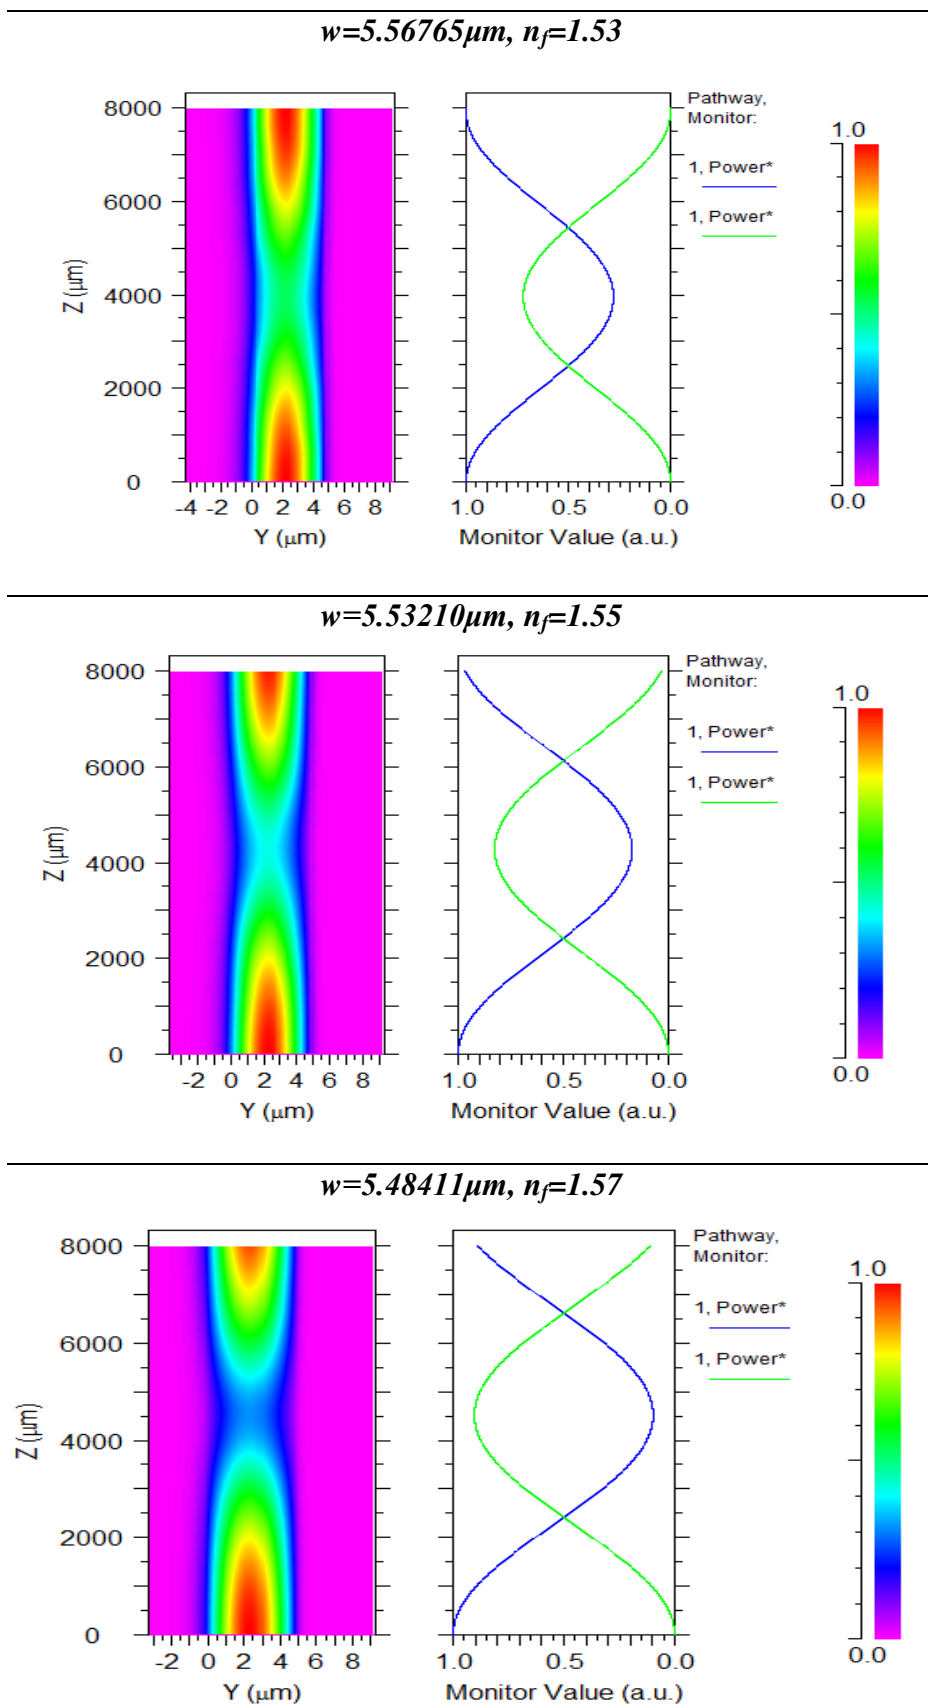 w=5.56765μm, nf=1.53
Pathway,
Monitor:
1, Power*
1, Power*
1.0
0.0
8000
6000
4000
2000
0
Z (μm)
-4 -2 0 2 4 6 8
Y (μm)
1.0 0.5 0.0
Monitor Value (a.u.)
w=5.53210μm, nf=1.55
Pathway,
Monitor:
1, Power*
1, Power*
1.0
0.0
8000
6000
4000
2000
0
Z (μm)
-2 0 2 4 6 8
Y (μm)
1.0 0.5 0.0
Monitor Value (a.u.)
w=5.48411μm, nf=1.57
Pathway,
Monitor:
1, Power*
1, Power*
1.0
0.0
8000
6000
4000
2000
0
Z (μm)
-2 0 2 4 6 8
Y (μm)
1.0 0.5 0.0
Monitor Value (a.u.)